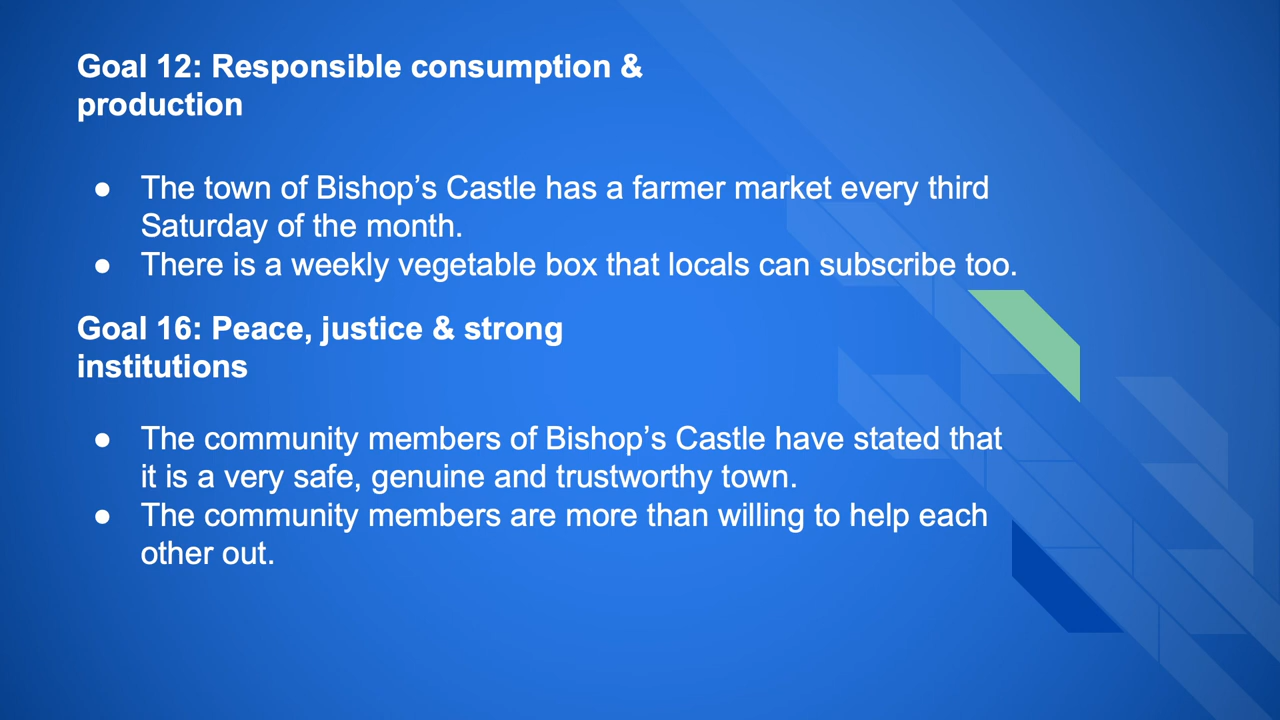 Goal 12: Responsible consumption &
production
● The town of Bishop’s Castle has a farmer market every third
Saturday of the month.
● There is a weekly vegetable box that locals can subscribe too.
Goal 16: Peace, justice & strong
institutions
● The community members of Bishop’s Castle have stated that
it is a very safe, genuine and trustworthy town.
● The community members are more than willing to help each
other out.